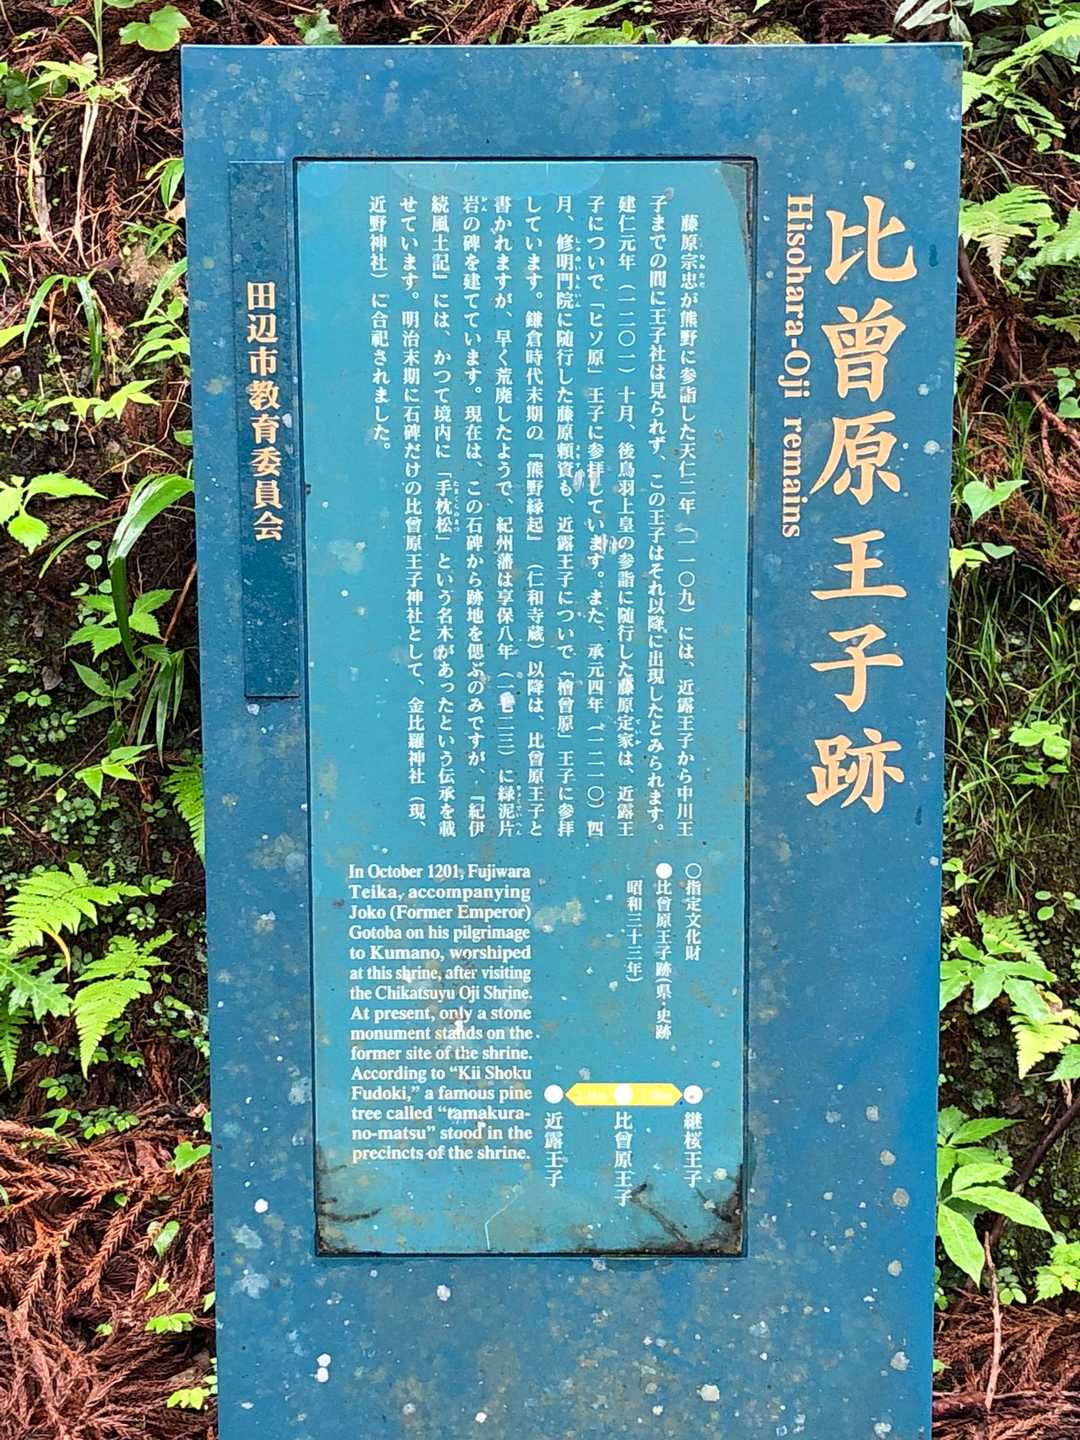 比曽原王子跡
Hisohara-Oji remains
藤原宗忠が熊野に参詣した天仁二年（一一〇九）には、近露王子から中川王
子までの間に王子社は見られず、この王子はそれ以降に出現したとみられます。
建仁元年（一二〇一）十月、後鳥羽上皇の参詣に随行した藤原定家は、近露王
子についで「ヒソ原」王子に参拝しています。また、承元四年（一二一〇）四
月、修明門院に随行した藤原頼資も、近露王子についで「檜曽原」王子に参拝
しています。鎌倉時代末期の『熊野縁起』（仁和寺蔵）以降は、比曽原王子と
書かれますが、早く荒廃したようで、紀州藩は享保八年（一七二三）に緑泥片
岩の碑を建てています。現在は、この石碑から跡地を偲ぶのみですが、『紀伊
続風土記』には、かつて境内に「手枕松」という名木があったという伝承を載
せています。明治末期に石碑だけの比曽原王子神社として、金比羅神社（現、
近野神社）に合祀されました。
○指定文化財
●比曽原王子跡（県・史跡
昭和三十三年）
継桜王子
比曽原王子
近露王子
In October 1201, Fujiwara
Teika, accompanying
Joko (Former Emperor)
Gotoba on his pilgrimage
to Kumano, worshiped
at this shrine, after visiting
the Chikatsuyu Oji Shrine.
At present, only a stone
monument stands on the
former site of the shrine.
According to “Kii Shoku
Fudoki,” a famous pine
tree called “tamakura-
no-matsu” stood in the
precincts of the shrine.
田辺市教育委員会